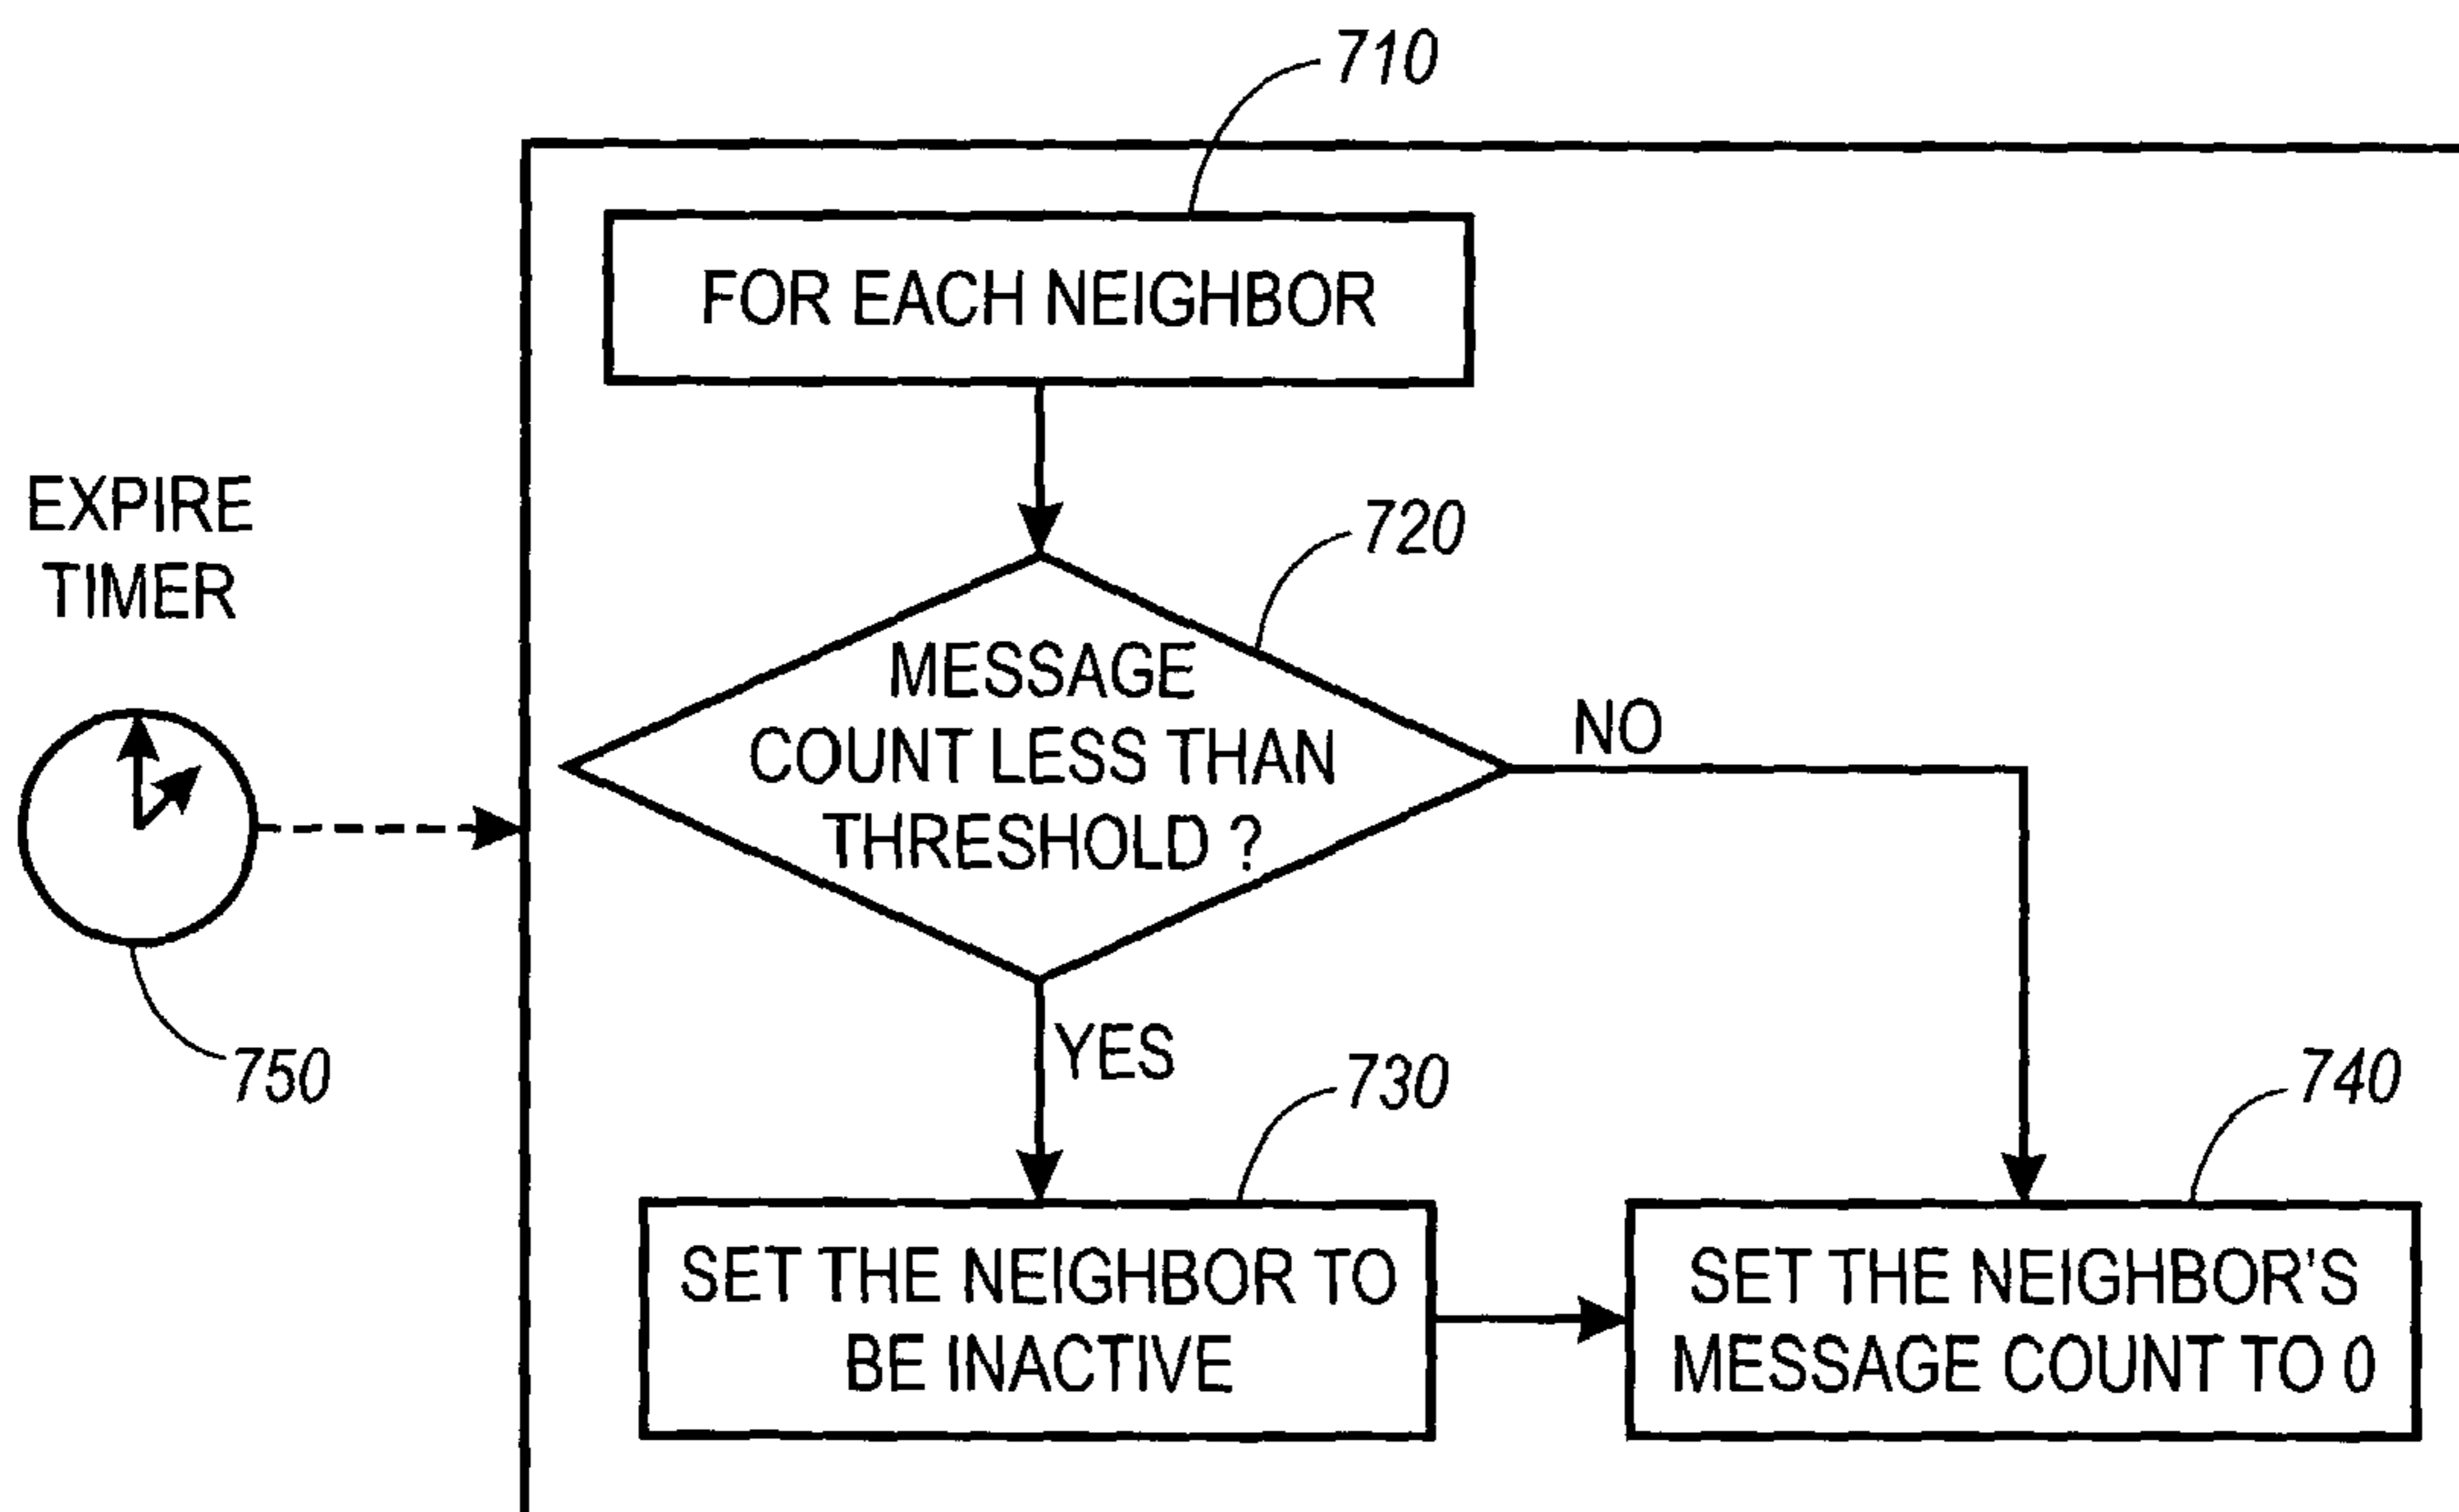 710
FOR EACH NEIGHBOR
EXPIRE
TIMER
720
MESSAGE
COUNT LESS THAN
THRESHOLD ?
NO
YES
750
730
740
SET THE NEIGHBOR TO
BE INACTIVE
SET THE NEIGHBOR'S
MESSAGE COUNT TO 0